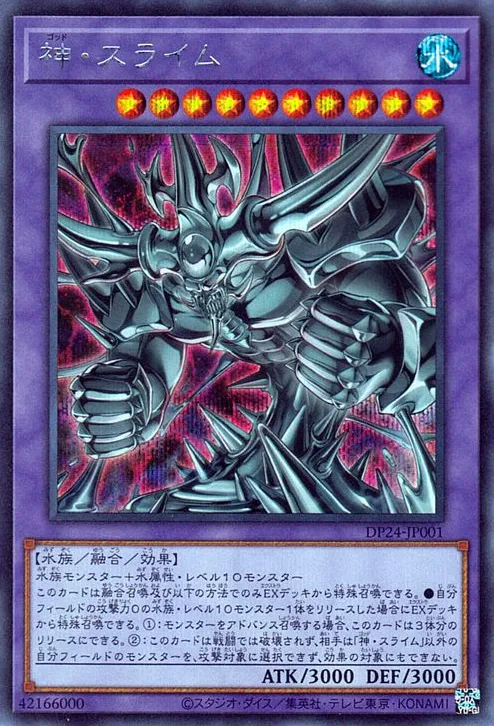 ゴッド
神・スライム
水
DP24-JP001
【水族/融合/効果】
水族モンスター+水属性・レベル10モンスター
このカードは融合召喚及び以下の方法でのみEXデッキから特殊召喚できる。●自分
フィールドの攻撃力0の水族・レベル10モンスター1体をリリースした場合にEXデッキ
から特殊召喚できる。①:モンスターをアドバンス召喚する場合、このカードは3体分の
リリースにできる。②:このカードは戦闘では破壊されず、相手は「神・スライム」以外の
自分フィールドのモンスターを、攻撃対象に選択できず、効果の対象にもできない。
ATK/3000 DEF/3000
42166000
©スタジオ・ダイス/集英社・テレビ東京・KONAMI